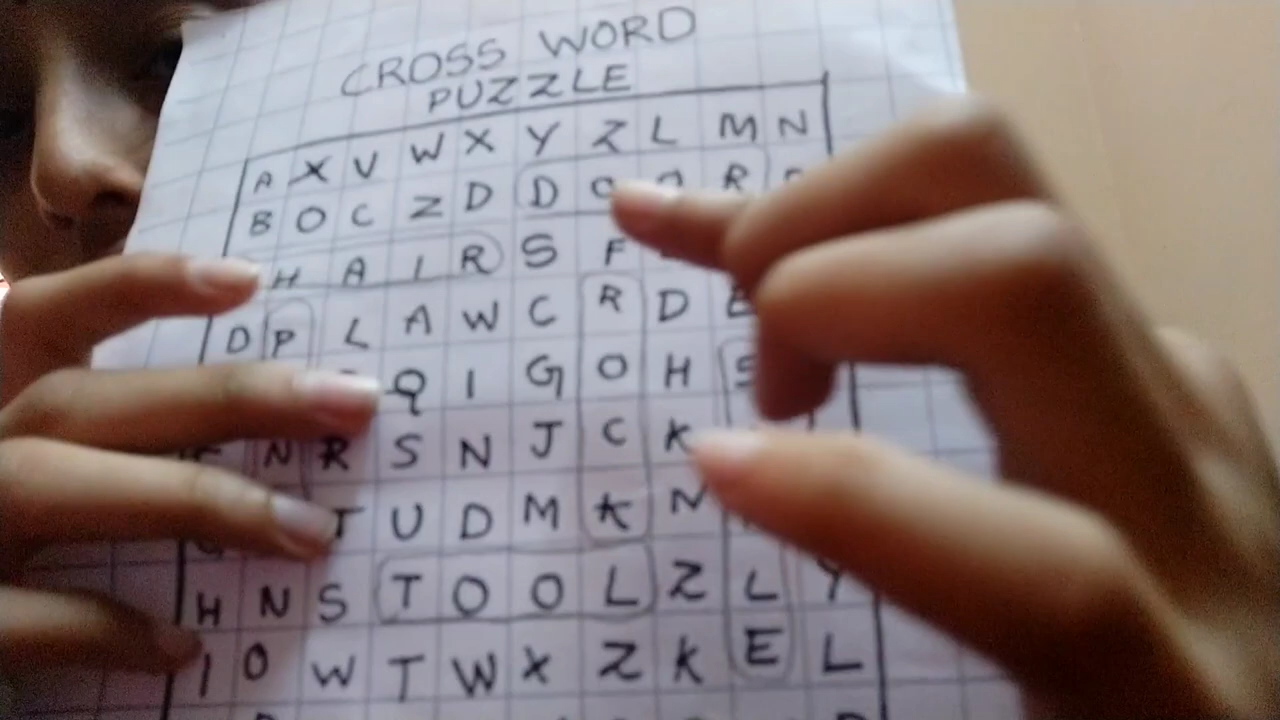 CROSS WORD
PUZZLE
A X V W X Y Z L M N
B O C Z D D O O R
H A I R S F
D P L A W C R D E
Q I G O H S
F N R S N J C K
T U D M K N
H N S T O O L Z L Y
I O W T W X Z K E L